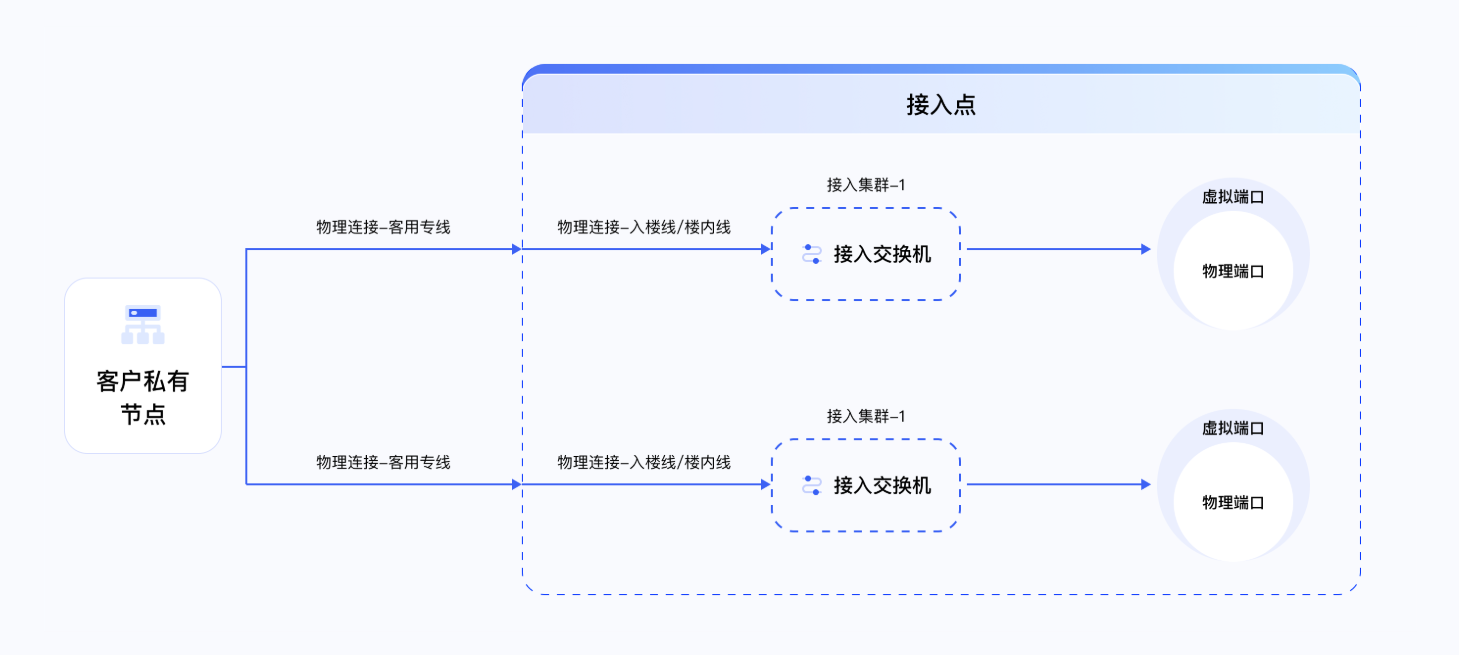 接入点
接入集群-1
物理连接-客用专线
物理连接-入楼线/楼内线
接入交换机
虚拟端口
物理端口
客户私有
节点
接入集群-1
物理连接-客用专线
物理连接-入楼线/楼内线
接入交换机
虚拟端口
物理端口